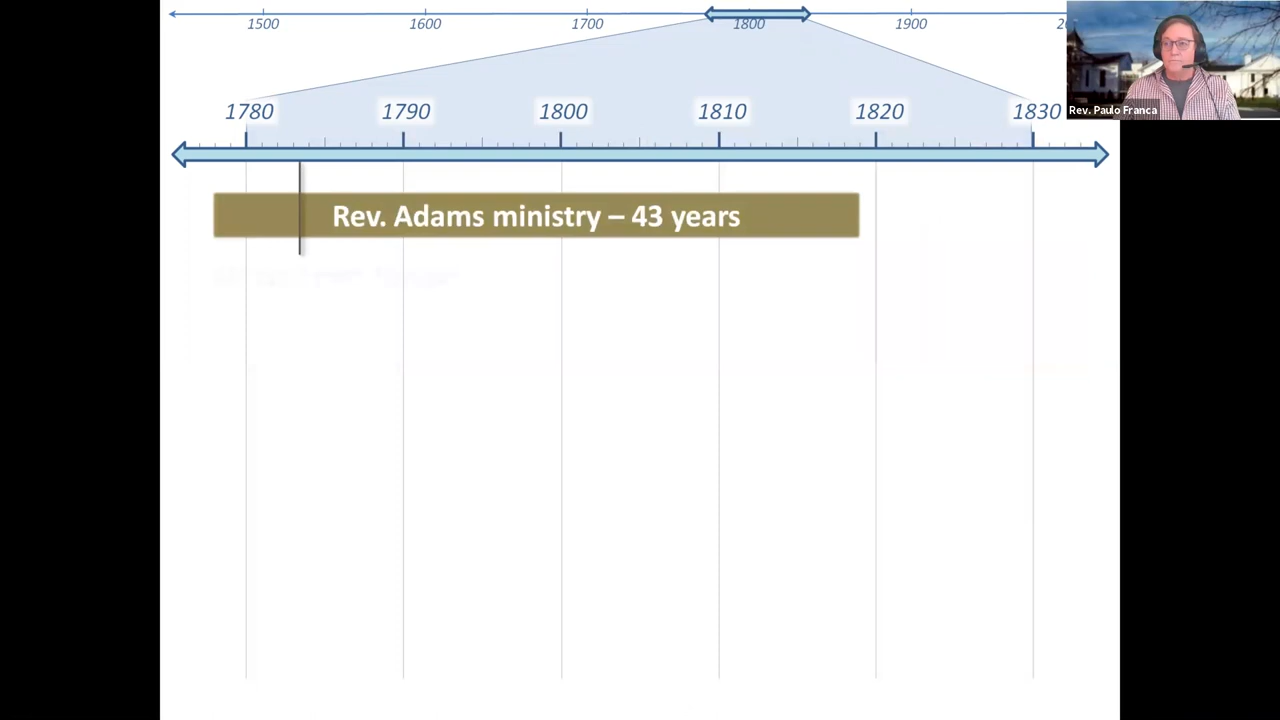 1500 1600 1700 1800 1900
1780 1790 1800 1810 1820 1830
Rev. Paulo Franca
Rev. Adams ministry – 43 years